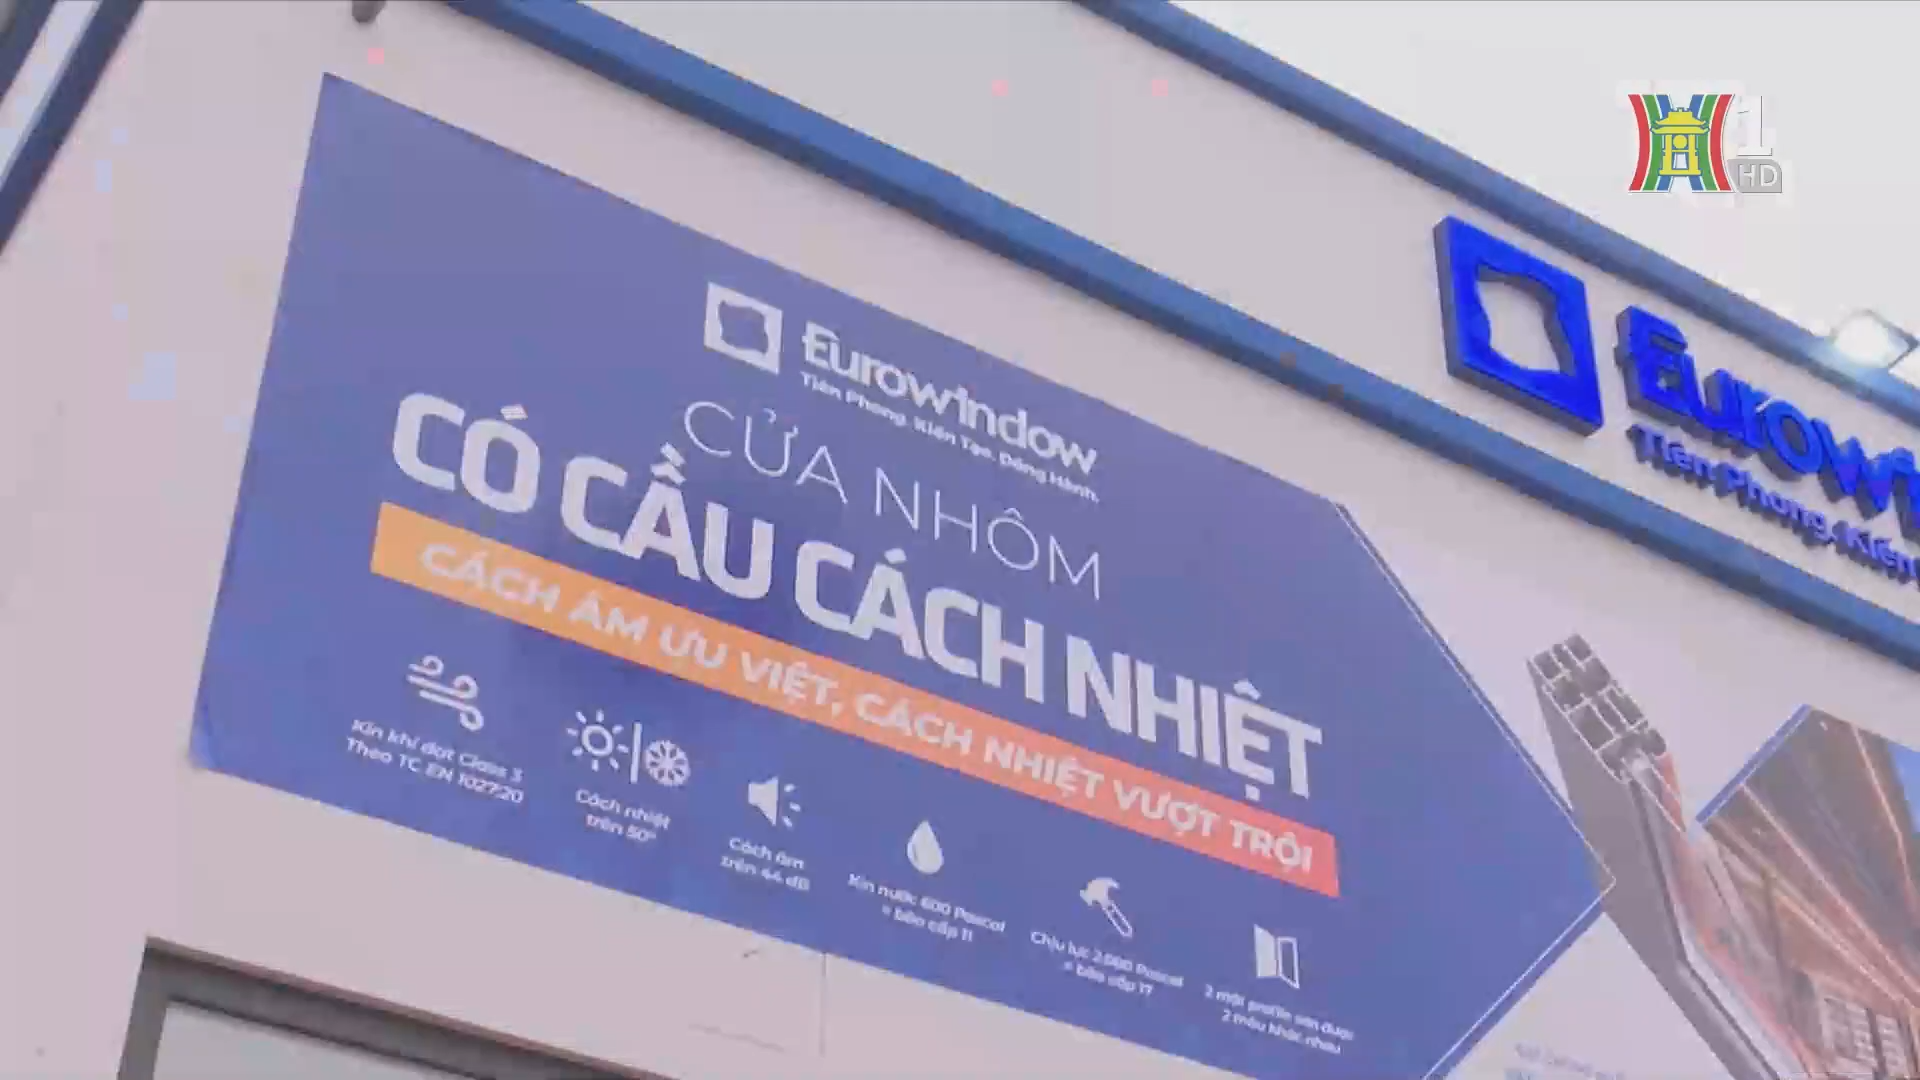 1
HD
Eurowindow
Tiên Phong. Kiến Tạo. Đồng Hành.
CỬA NHÔM
CÓ CẦU CÁCH NHIỆT
CÁCH ÂM ƯU VIỆT, CÁCH NHIỆT VƯỢT TRỘI
Kín khí đạt Class 3
Theo TC EN 1027:20
Cách nhiệt
trên 50°
Cách âm
trên 44 dB
Kín nước 600 Pascal
= bão cấp 11
Chịu lực 2.000 Pascal
= bão cấp 17
2 mặt profile sơn được
2 màu khác nhau
Eurowi
Tiên Phong. Kiến